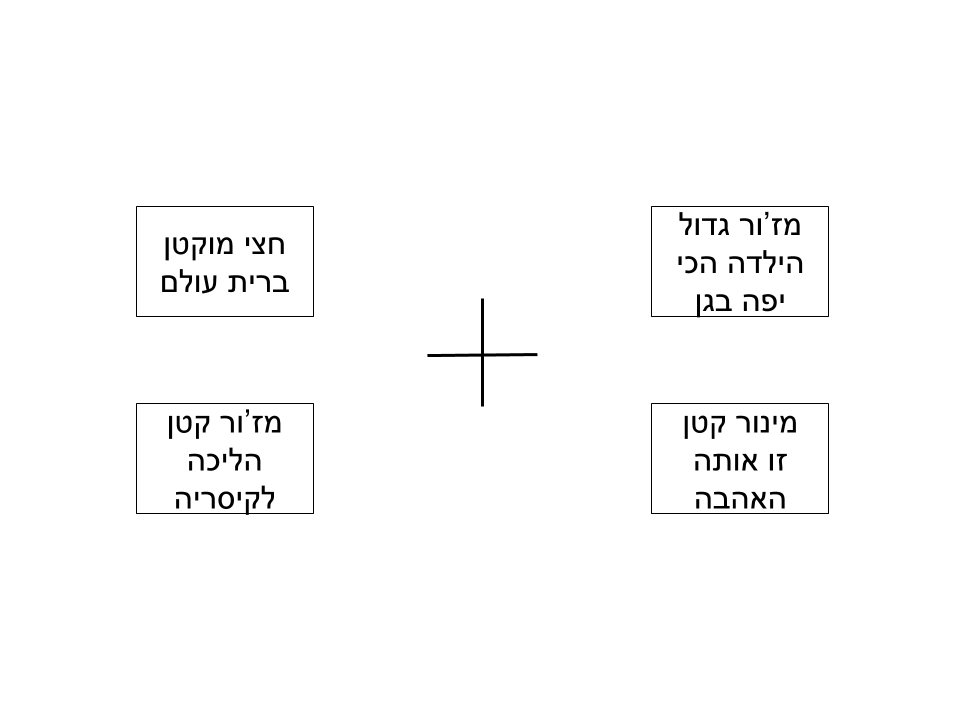 מז'ור גדול
הילדה הכי
יפה בגן
חצי מוקטן
ברית עולם
מינור קטן
זו אותה
האהבה
מז'ור קטן
הליכה
לקיסריה